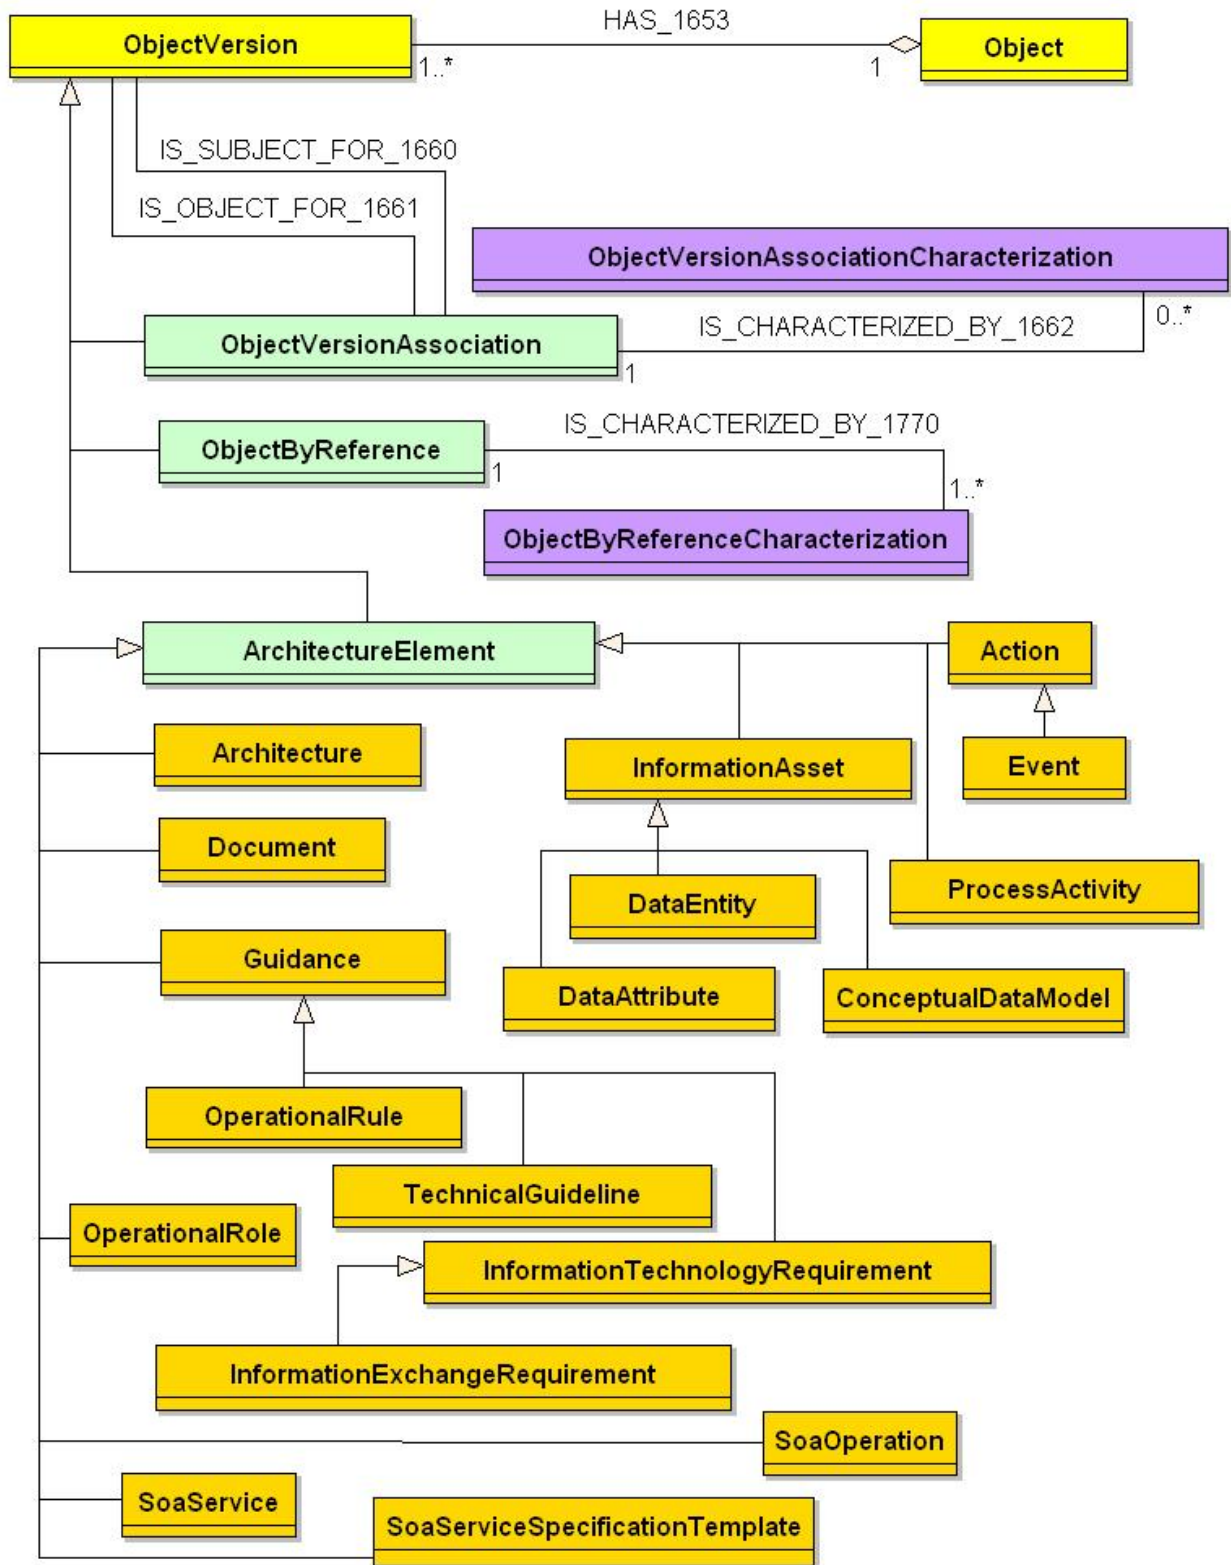 HAS_1653
ObjectVersion
Object
1..*
1
IS_SUBJECT_FOR_1660
IS_OBJECT_FOR_1661
ObjectVersionAssociationCharacterization
0..*
IS_CHARACTERIZED_BY_1662
ObjectVersionAssociation
1
IS_CHARACTERIZED_BY_1770
ObjectByReference
1
1..*
ObjectByReferenceCharacterization
ArchitectureElement
Action
Architecture
InformationAsset
Event
Document
ProcessActivity
DataEntity
Guidance
DataAttribute
ConceptualDataModel
OperationalRule
TechnicalGuideline
OperationalRole
InformationTechnologyRequirement
InformationExchangeRequirement
SoaOperation
SoaService
SoaServiceSpecificationTemplate